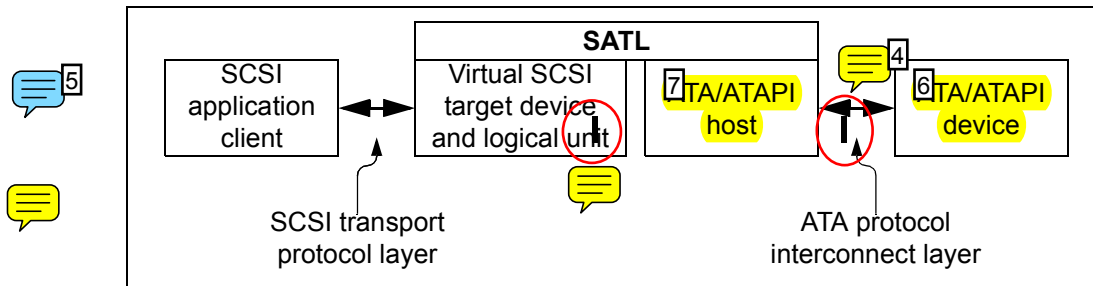 SATL
5
SCSI
application
client
Virtual SCSI
target device
and logical unit
7
ATA/ATAPI
host
4
6
ATA/ATAPI
device
SCSI transport
protocol layer
ATA protocol
interconnect layer